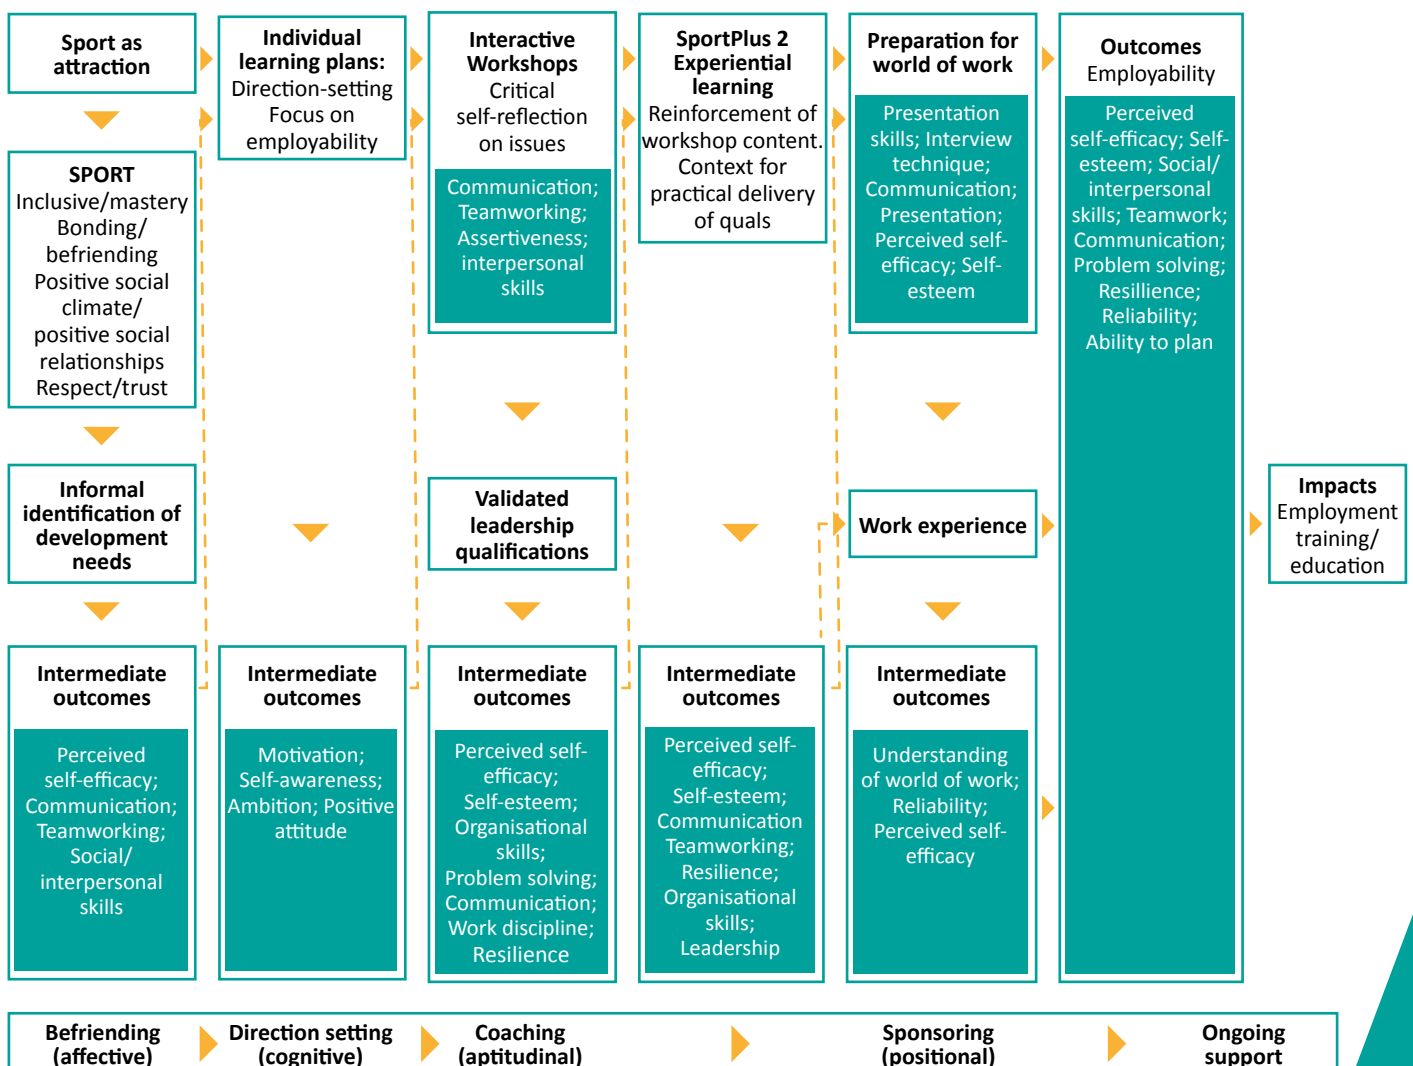 Sport as
attraction
SPORT
Inclusive/mastery
Bonding/
befriending
Positive social
climate/
positive social
relationships
Respect/trust
Informal
identification of
development
needs
Intermediate
outcomes
Perceived
self-efficacy;
Communication;
Teamworking;
Social/
interpersonal
skills
Individual
learning plans:
Direction-setting
Focus on
employability
Intermediate
outcomes
Motivation;
Self-awareness;
Ambition; Positive
attitude
Interactive
Workshops
Critical
self-reflection
on issues
Communication;
Teamworking;
Assertiveness;
interpersonal
skills
Validated
leadership
qualifications
Intermediate
outcomes
Perceived self-
efficacy;
Self-esteem;
Organisational
skills;
Problem solving;
Communication;
Work discipline;
Resilience
SportPlus 2
Experiential
learning
Reinforcement of
workshop content.
Context for
practical delivery
of quals
Intermediate
outcomes
Perceived self-
efficacy;
Self-esteem;
Communication
Teamworking;
Resilience;
Organisational
skills;
Leadership
Preparation for
world of work
Presentation
skills; Interview
technique;
Communication;
Presentation;
Perceived self-
efficacy; Self-
esteem
Work experience
Intermediate
outcomes
Understanding
of world of work;
Reliability;
Perceived self-
efficacy
Outcomes
Employability
Perceived
self-efficacy; Self-
esteem; Social/
interpersonal
skills; Teamwork;
Communication;
Problem solving;
Resillience;
Reliability;
Ability to plan
Impacts
Employment
training/
education
Befriending
(affective)
Direction setting
(cognitive)
Coaching
(aptitudinal)
Sponsoring
(positional)
Ongoing
support